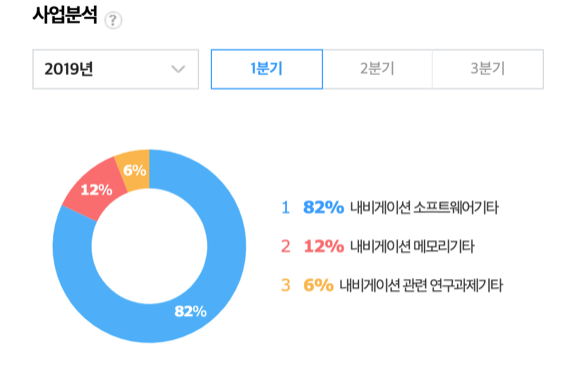 사업분석 ?
2019년 1분기 2분기 3분기
6%
12%
82%
1 82% 내비게이션 소프트웨어기타
2 12% 내비게이션 메모리기타
3 6% 내비게이션 관련 연구과제기타